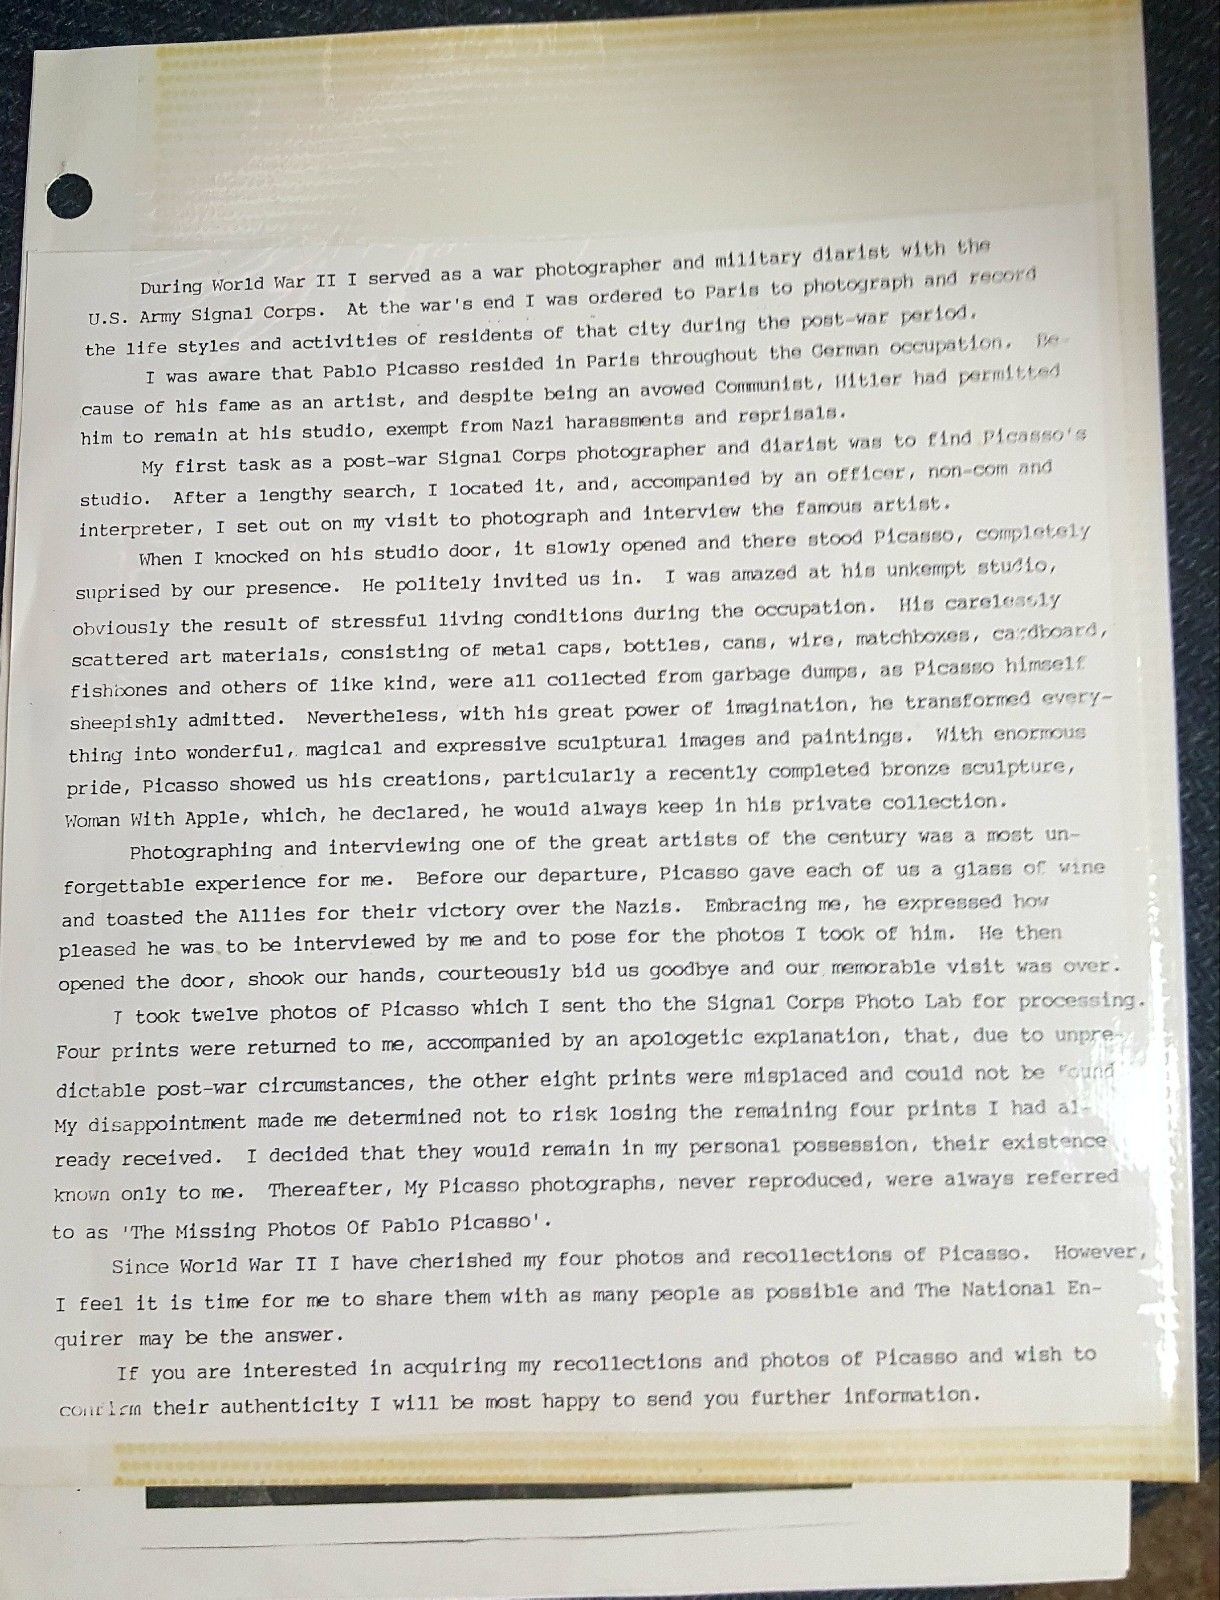 During World War II I served as a war photographer and military diarist with the
U.S. Army Signal Corps. At the war's end I was ordered to Paris to photograph and record
the life styles and activities of residents of that city during the post-war period.
I was aware that Pablo Picasso resided in Paris throughout the German occupation. Be-
cause of his fame as an artist, and despite being an avowed Communist, Hitler had permitted
him to remain at his studio, exempt from Nazi harassments and reprisals.
My first task as a post-war Signal Corps photographer and diarist was to find Picasso's
studio. After a lengthy search, I located it, and, accompanied by an officer, non-com and
interpreter, I set out on my visit to photograph and interview the famous artist.
When I knocked on his studio door, it slowly opened and there stood Picasso, completely
suprised by our presence. He politely invited us in. I was amazed at his unkempt studio,
obviously the result of stressful living conditions during the occupation. His carelessly
scattered art materials, consisting of metal caps, bottles, cans, wire, matchboxes, cardboard,
fishbones and others of like kind, were all collected from garbage dumps, as Picasso himself
sheepishly admitted. Nevertheless, with his great power of imagination, he transformed every-
thing into wonderful, magical and expressive sculptural images and paintings. With enormous
pride, Picasso showed us his creations, particularly a recently completed bronze sculpture,
Woman With Apple, which, he declared, he would always keep in his private collection.
Photographing and interviewing one of the great artists of the century was a most un-
forgettable experience for me. Before our departure, Picasso gave each of us a glass of wine
and toasted the Allies for their victory over the Nazis. Embracing me, he expressed how
pleased he was to be interviewed by me and to pose for the photos I took of him. He then
opened the door, shook our hands, courteously bid us goodbye and our memorable visit was over.
I took twelve photos of Picasso which I sent tho the Signal Corps Photo Lab for processing.
Four prints were returned to me, accompanied by an apologetic explanation, that, due to unpre-
dictable post-war circumstances, the other eight prints were misplaced and could not be found
My disappointment made me determined not to risk losing the remaining four prints I had al-
ready received. I decided that they would remain in my personal possession, their existence
known only to me. Thereafter, My Picasso photographs, never reproduced, were always referred
to as 'The Missing Photos Of Pablo Picasso'.
Since World War II I have cherished my four photos and recollections of Picasso. However,
I feel it is time for me to share them with as many people as possible and The National En-
quirer may be the answer.
If you are interested in acquiring my recollections and photos of Picasso and wish to
confirm their authenticity I will be most happy to send you further information.